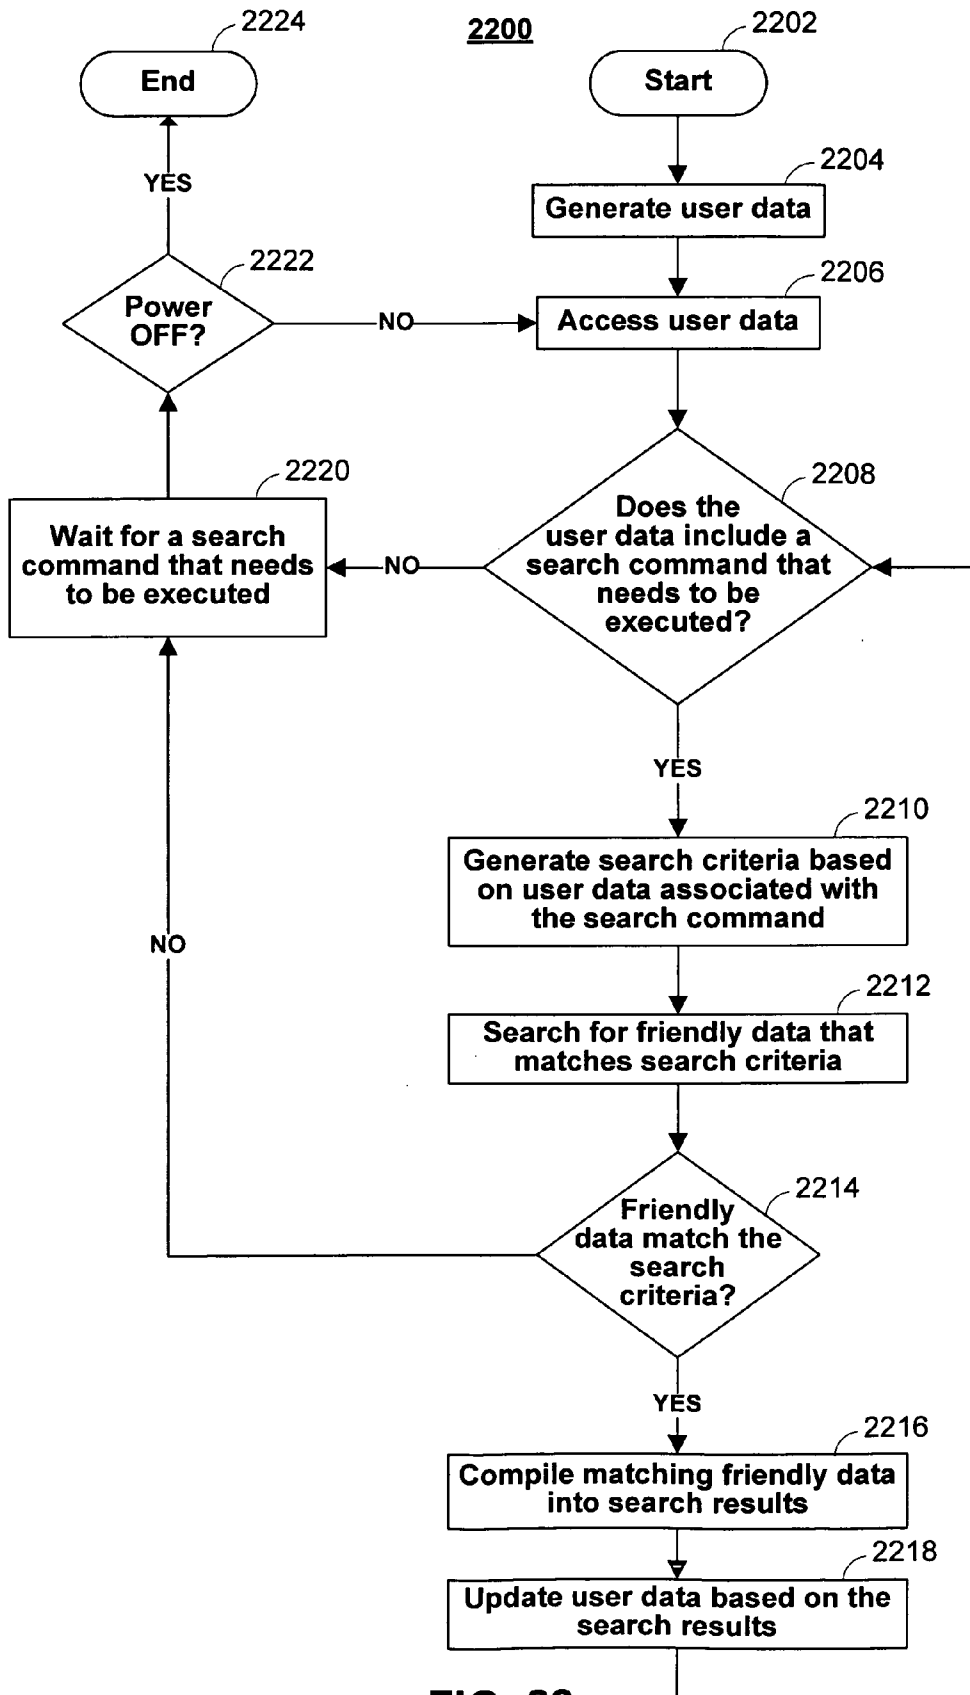 2200
2202
Start
2204
Generate user data
2206
Access user data
2208
Does the
user data include a
search command that
needs to be
executed?
NO
YES
2210
Generate search criteria based
on user data associated with
the search command
2212
Search for friendly data that
matches search criteria
2214
Friendly
data match the
search
criteria?
NO
YES
2216
Compile matching friendly data
into search results
2218
Update user data based on the
search results
2220
Wait for a search
command that needs
to be executed
2222
Power
OFF?
NO
YES
2224
End